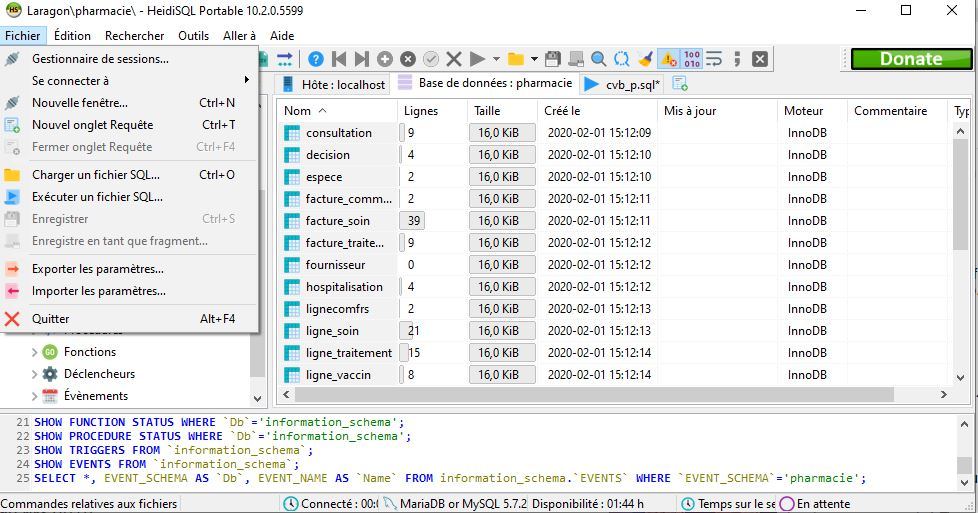 Laragon\pharmacie\ - HeidiSQL Portable 10.2.0.5599
Fichier Édition Rechercher Outils Aller à Aide
Donate
Gestionnaire de sessions...
Se connecter à
Nouvelle fenêtre... Ctrl+N
Nouvel onglet Requête Ctrl+T
Fermer onglet Requête Ctrl+F4
Charger un fichier SQL... Ctrl+O
Exécuter un fichier SQL...
Enregistrer Ctrl+S
Enregistre en tant que fragment...
Exporter les paramètres...
Importer les paramètres...
Quitter Alt+F4
Fonctions
Déclencheurs
Évènements
Hôte : localhost Base de données : pharmacie cvb_p.sql*
Nom Lignes Taille Créé le Mis à jour Moteur Commentaire Typ
consultation 9 16,0 KiB 2020-02-01 15:12:09 InnoDB
decision 4 16,0 KiB 2020-02-01 15:12:10 InnoDB
espece 2 16,0 KiB 2020-02-01 15:12:10 InnoDB
facture_comm... 2 16,0 KiB 2020-02-01 15:12:11 InnoDB
facture_soin 39 16,0 KiB 2020-02-01 15:12:11 InnoDB
facture_traite... 9 16,0 KiB 2020-02-01 15:12:12 InnoDB
fournisseur 0 16,0 KiB 2020-02-01 15:12:12 InnoDB
hospitalisation 4 16,0 KiB 2020-02-01 15:12:13 InnoDB
lignecomfrs 2 16,0 KiB 2020-02-01 15:12:13 InnoDB
ligne_soin 21 16,0 KiB 2020-02-01 15:12:13 InnoDB
ligne_traitement 15 16,0 KiB 2020-02-01 15:12:14 InnoDB
ligne_vaccin 8 16,0 KiB 2020-02-01 15:12:14 InnoDB
21 SHOW FUNCTION STATUS WHERE `Db`='information_schema';
22 SHOW PROCEDURE STATUS WHERE `Db`='information_schema';
23 SHOW TRIGGERS FROM `information_schema`;
24 SHOW EVENTS FROM `information_schema`;
25 SELECT *, EVENT_SCHEMA AS `Db`, EVENT_NAME AS `Name` FROM information_schema.`EVENTS` WHERE `EVENT_SCHEMA`='pharmacie';
Commandes relatives aux fichiers Connecté : 00:( MariaDB or MySQL 5.7.2 Disponibilité : 01:44 h Temps sur le se En attente